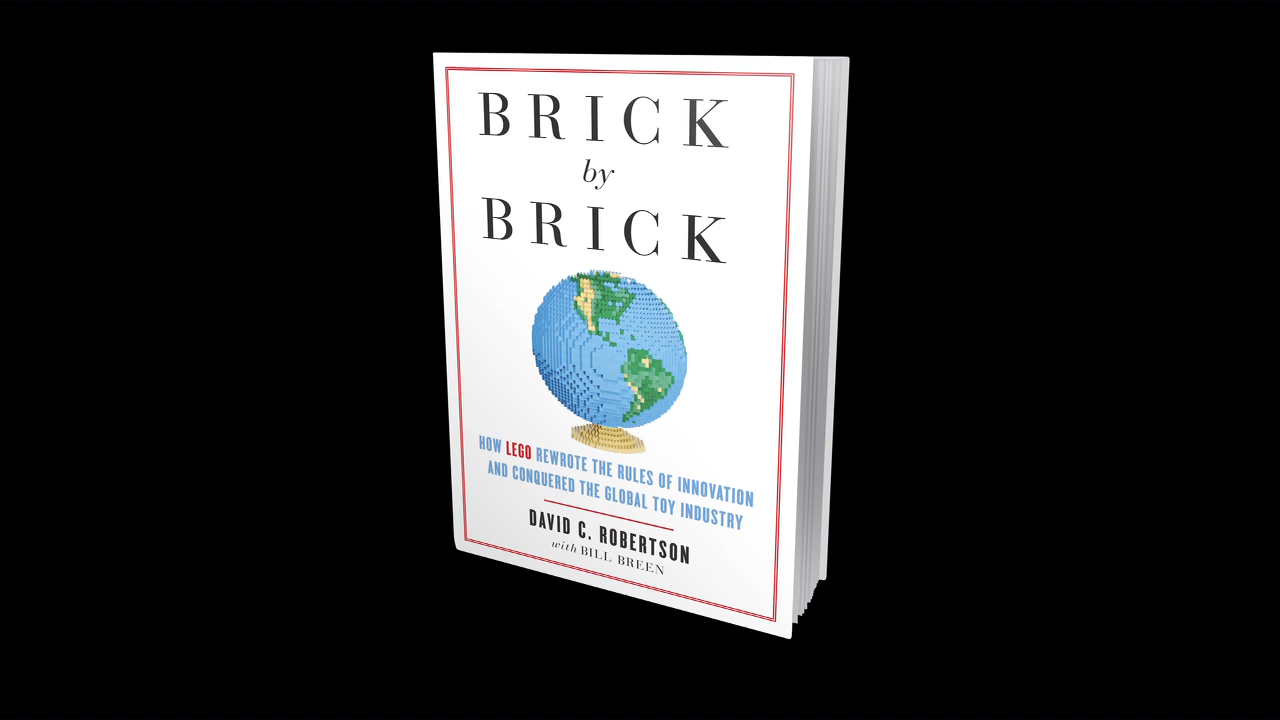 BRICK
by
BRICK
HOW LEGO REWROTE THE RULES OF INNOVATION
AND CONQUERED THE GLOBAL TOY INDUSTRY
DAVID C. ROBERTSON
with BILL BREEN